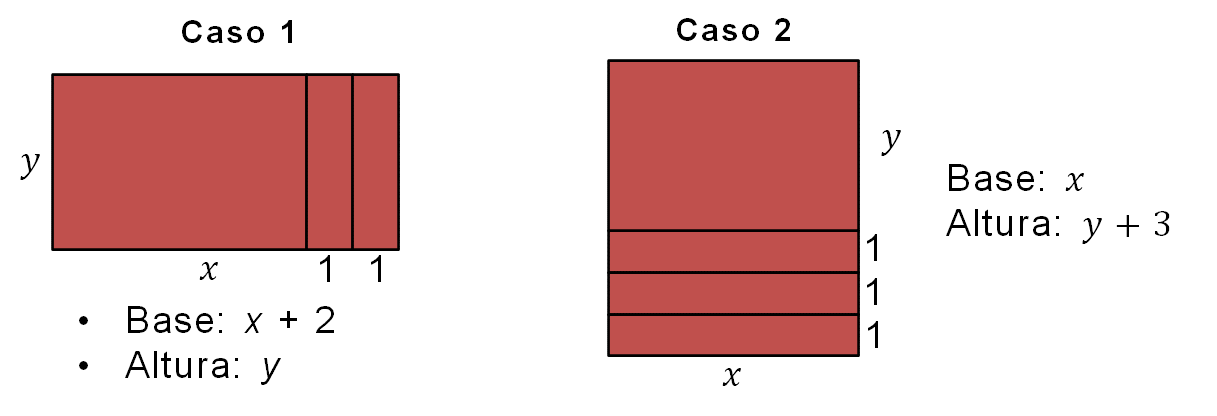 Caso 1
y
x 1 1
• Base: x + 2
• Altura: y
Caso 2
y
1
1
1
x
Base: x
Altura: y + 3